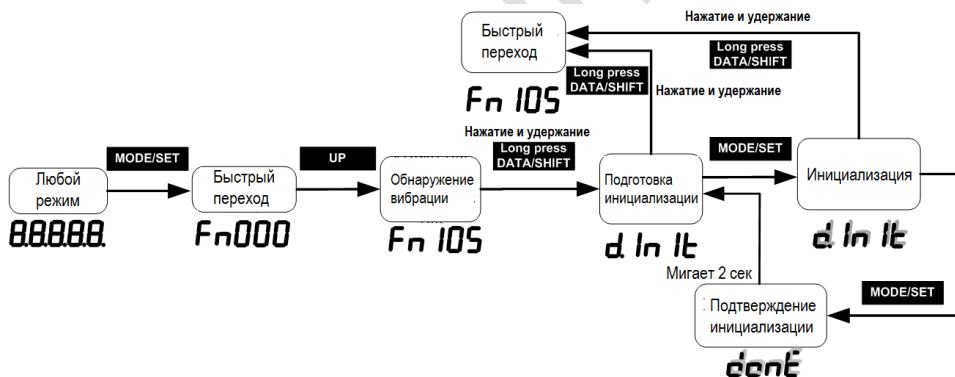 Нажатие и удержание
Быстрый
переход
Long press
DATA/SHIFT
Long press
DATA/SHIFT
Fn 105
Нажатие и удержание
Нажатие и удержание
MODE/SET
UP
Long press
DATA/SHIFT
MODE/SET
Любой
режим
Быстрый
переход
Обнаружение
вибрации
Подготовка
инициализации
Инициализация
8.8.8.8.8.
Fn000
Fn 105
d. In It
d. In It
Мигает 2 сек
MODE/SET
Подтверждение
инициализации
donE